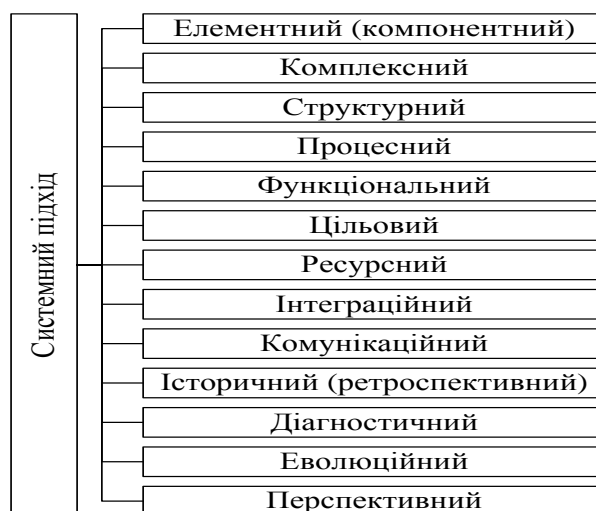 Системний підхід
Елементний (компонентний)
Комплексний
Структурний
Процесний
Функціональний
Цільовий
Ресурсний
Інтеграційний
Комунікаційний
Історичний (ретроспективний)
Діагностичний
Еволюційний
Перспективний